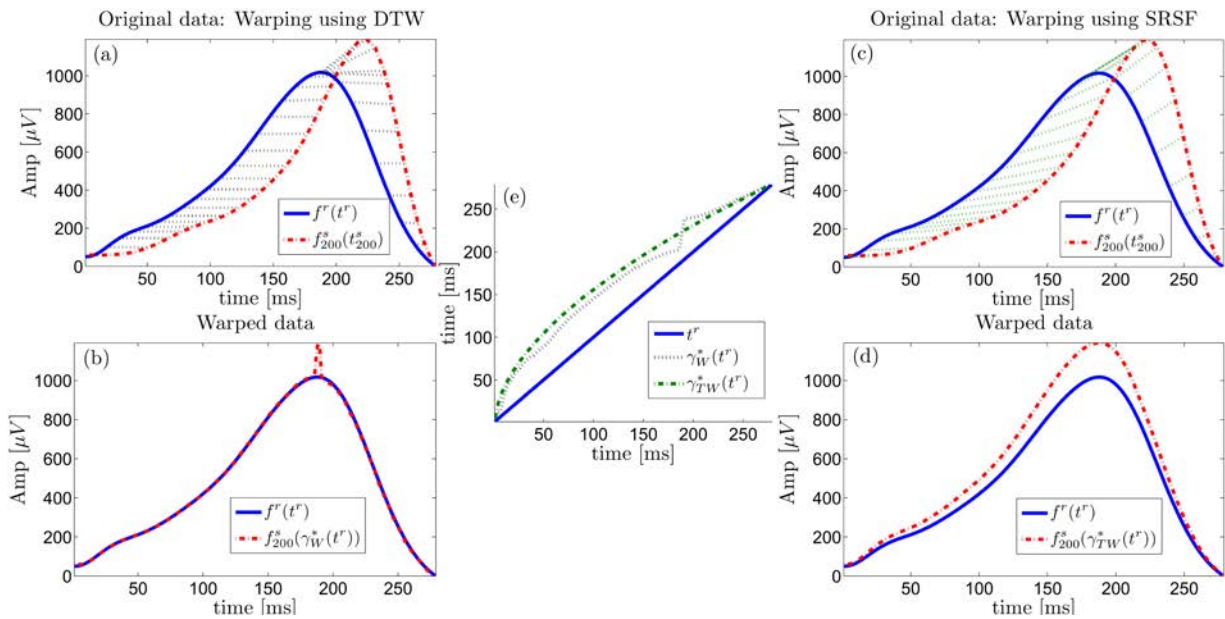 Original data: Warping using DTW
(a)
Amp [μV]
1000
800
600
400
200
0
f^r(t^r)
f^s_200(t^s_200)
50
100
150
200
250
time [ms]
Warped data
(b)
Amp [μV]
1000
800
600
400
200
0
f^r(t^r)
f^s_200(γ*_W(t^r))
50
100
150
200
250
time [ms]
(e)
time [ms]
250
200
150
100
50
t^r
γ*_W(t^r)
γ*_TW(t^r)
50
100
150
200
250
time [ms]
Original data: Warping using SRSF
(c)
Amp [μV]
1000
800
600
400
200
0
f^r(t^r)
f^s_200(t^s_200)
50
100
150
200
250
time [ms]
Warped data
(d)
Amp [μV]
1000
800
600
400
200
0
f^r(t^r)
f^s_200(γ*_TW(t^r))
50
100
150
200
250
time [ms]